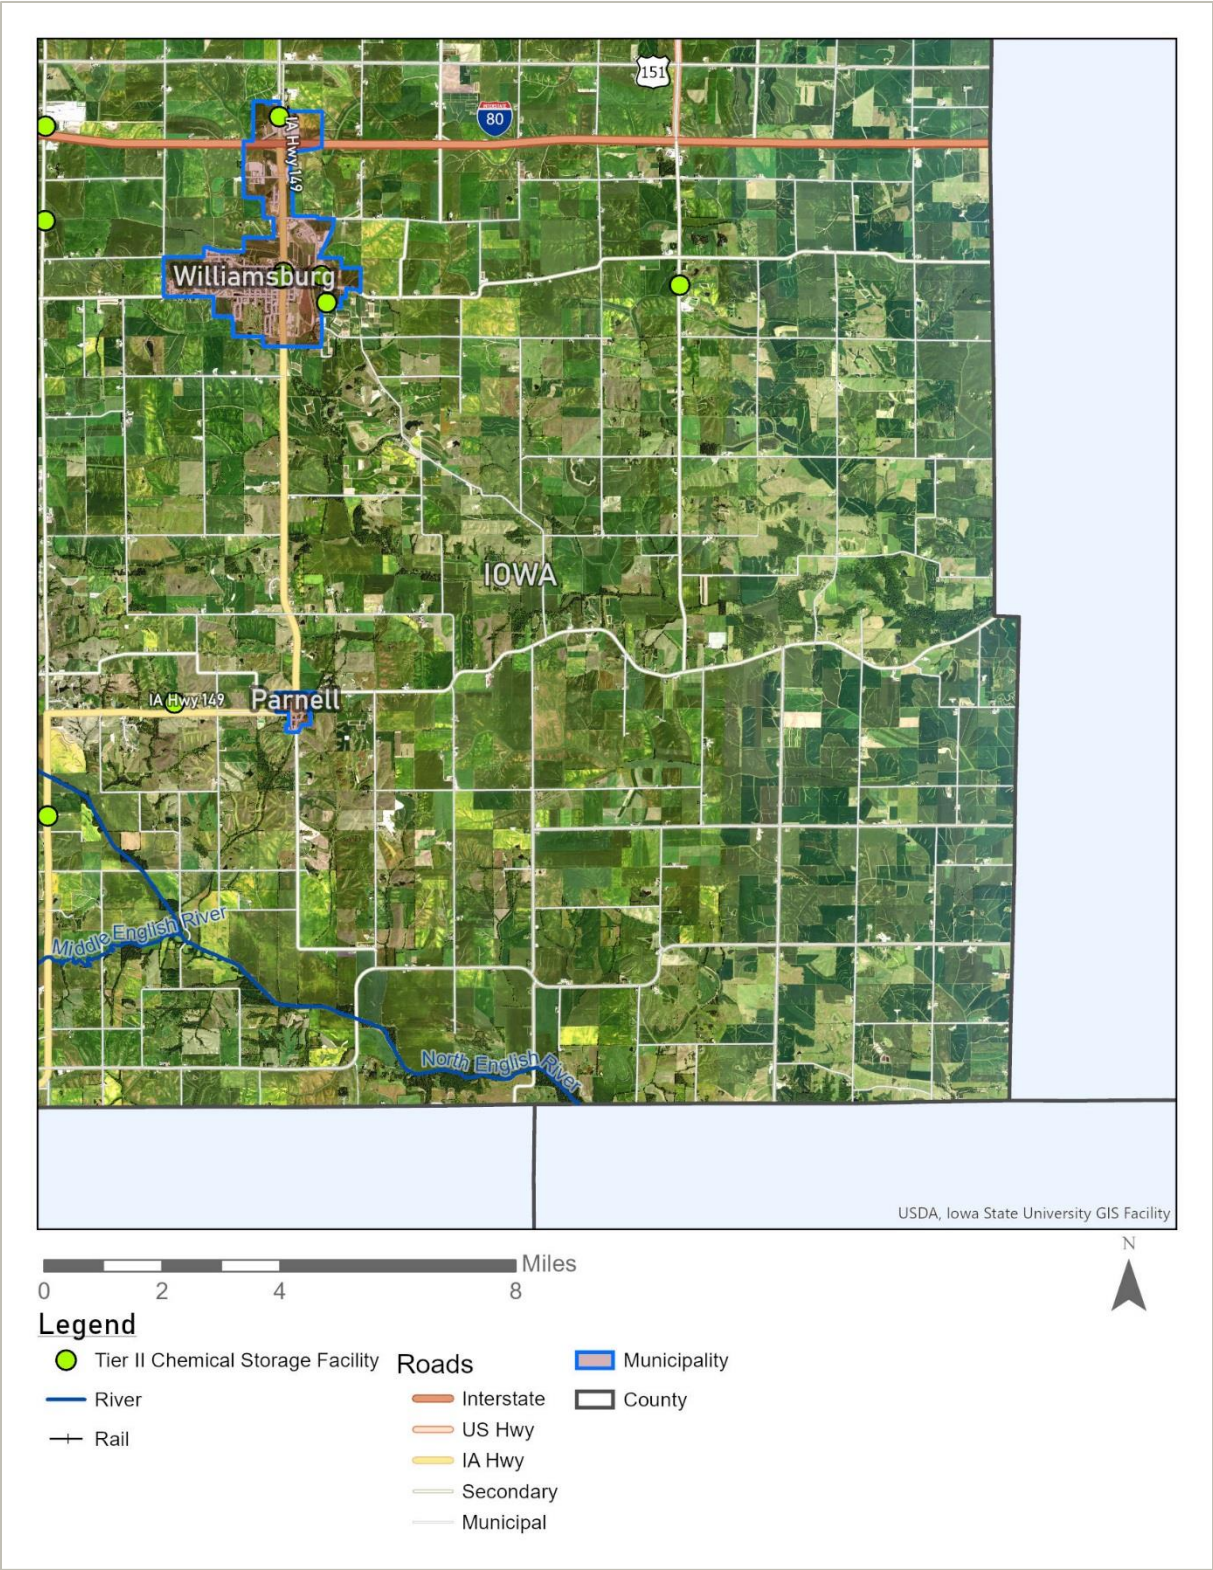 151
INTERSTATE
80
IA Hwy 149
Williamsburg
IOWA
IA Hwy 149
Parnell
Middle English River
North English River
USDA, Iowa State University GIS Facility
Miles
0 2 4 8
N
Legend
Tier II Chemical Storage Facility
River
Rail
Roads
Interstate
US Hwy
IA Hwy
Secondary
Municipal
Municipality
County